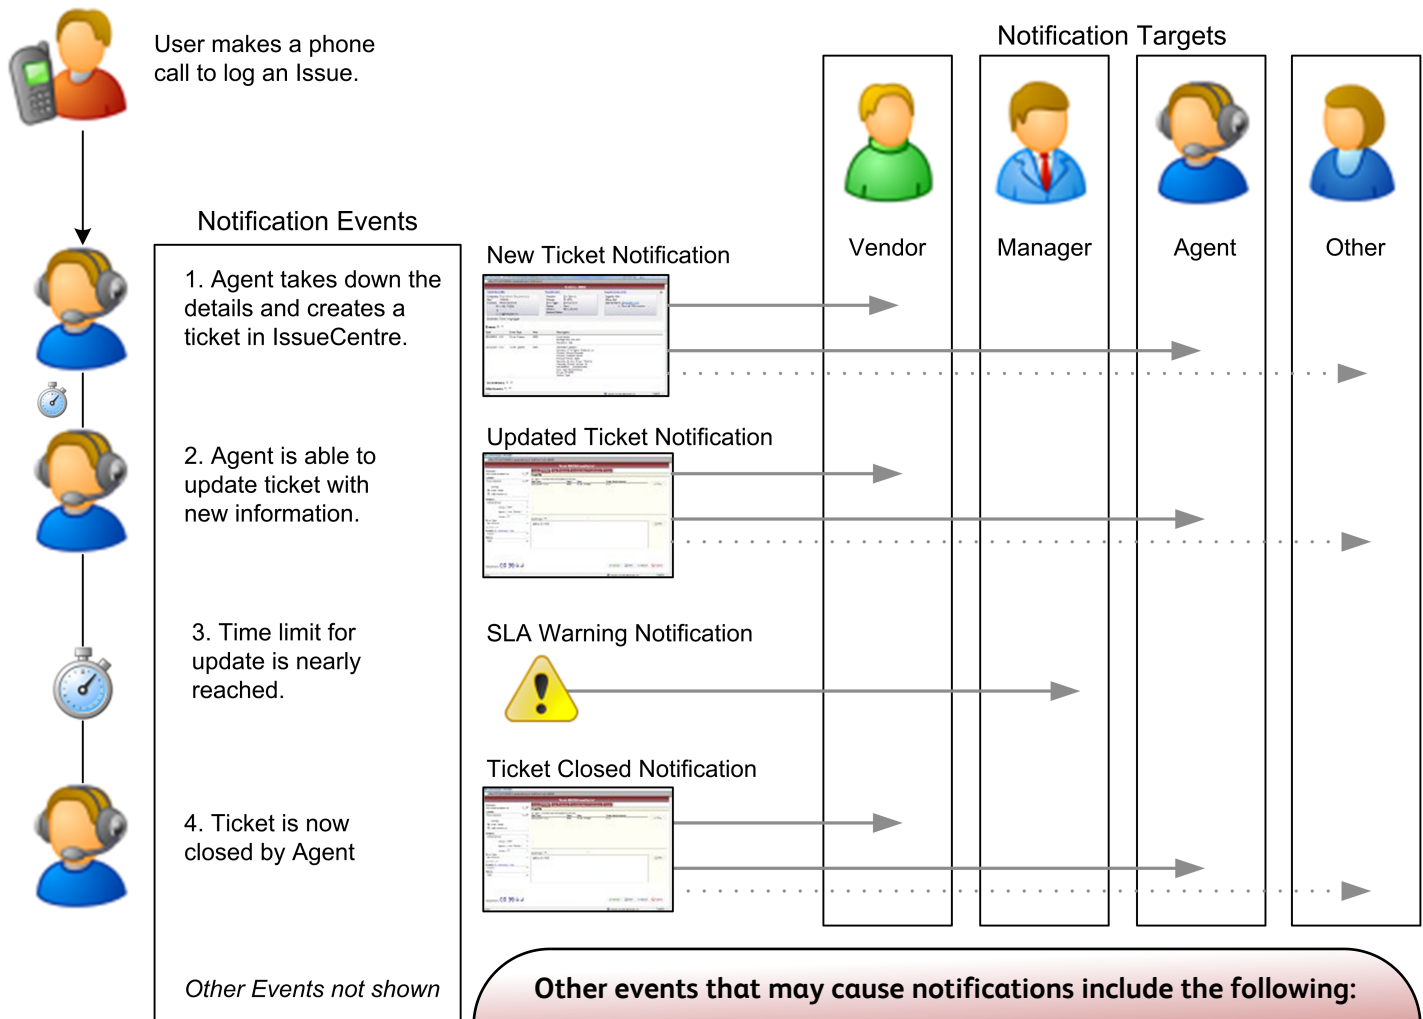 User makes a phone
call to log an Issue.
Notification Targets
Vendor
Manager
Agent
Other
Notification Events
1. Agent takes down the
details and creates a
ticket in IssueCentre.
New Ticket Notification
2. Agent is able to
update ticket with
new information.
Updated Ticket Notification
3. Time limit for
update is nearly
reached.
SLA Warning Notification
4. Ticket is now
closed by Agent
Ticket Closed Notification
Other Events not shown
Other events that may cause notifications include the following: